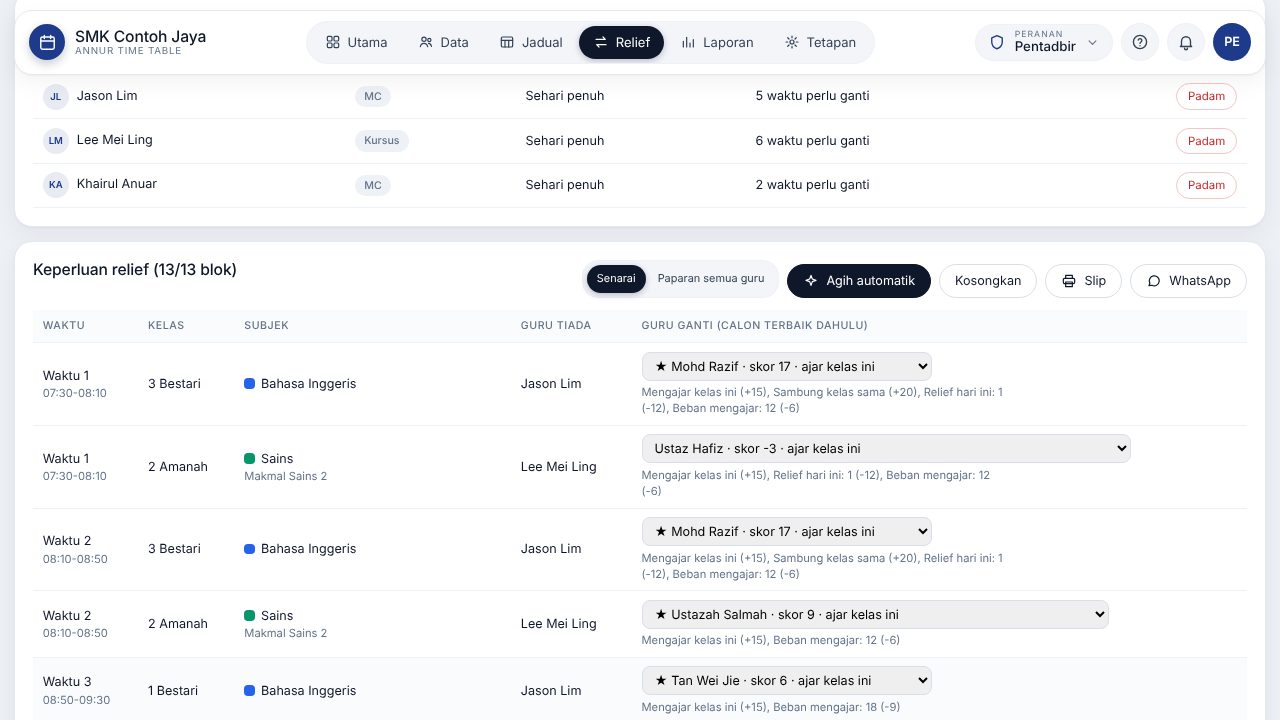 SMK Contoh Jaya
ANNUR TIME TABLE
Utama
Data
Jadual
Relief
Laporan
Tetapan
PERANAN
Pentadbir
PE
JL Jason Lim MC Sehari penuh 5 waktu perlu ganti Padam
LM Lee Mei Ling Kursus Sehari penuh 6 waktu perlu ganti Padam
KA Khairul Anuar MC Sehari penuh 2 waktu perlu ganti Padam
Keperluan relief (13/13 blok)
Senarai
Paparan semua guru
Agih automatik
Kosongkan
Slip
WhatsApp
WAKTU KELAS SUBJEK GURU TIADA GURU GANTI (CALON TERBAIK DAHULU)
Waktu 1
07:30-08:10
3 Bestari
Bahasa Inggeris
Jason Lim
★ Mohd Razif · skor 17 · ajar kelas ini
Mengajar kelas ini (+15), Sambung kelas sama (+20), Relief hari ini: 1
(-12), Beban mengajar: 12 (-6)
Waktu 1
07:30-08:10
2 Amanah
Sains
Makmal Sains 2
Lee Mei Ling
Ustaz Hafiz · skor -3 · ajar kelas ini
Mengajar kelas ini (+15), Relief hari ini: 1 (-12), Beban mengajar: 12
(-6)
Waktu 2
08:10-08:50
3 Bestari
Bahasa Inggeris
Jason Lim
★ Mohd Razif · skor 17 · ajar kelas ini
Mengajar kelas ini (+15), Sambung kelas sama (+20), Relief hari ini: 1
(-12), Beban mengajar: 12 (-6)
Waktu 2
08:10-08:50
2 Amanah
Sains
Makmal Sains 2
Lee Mei Ling
★ Ustazah Salmah · skor 9 · ajar kelas ini
Mengajar kelas ini (+15), Beban mengajar: 12 (-6)
Waktu 3
08:50-09:30
1 Bestari
Bahasa Inggeris
Jason Lim
★ Tan Wei Jie · skor 6 · ajar kelas ini
Mengajar kelas ini (+15), Beban mengajar: 18 (-9)